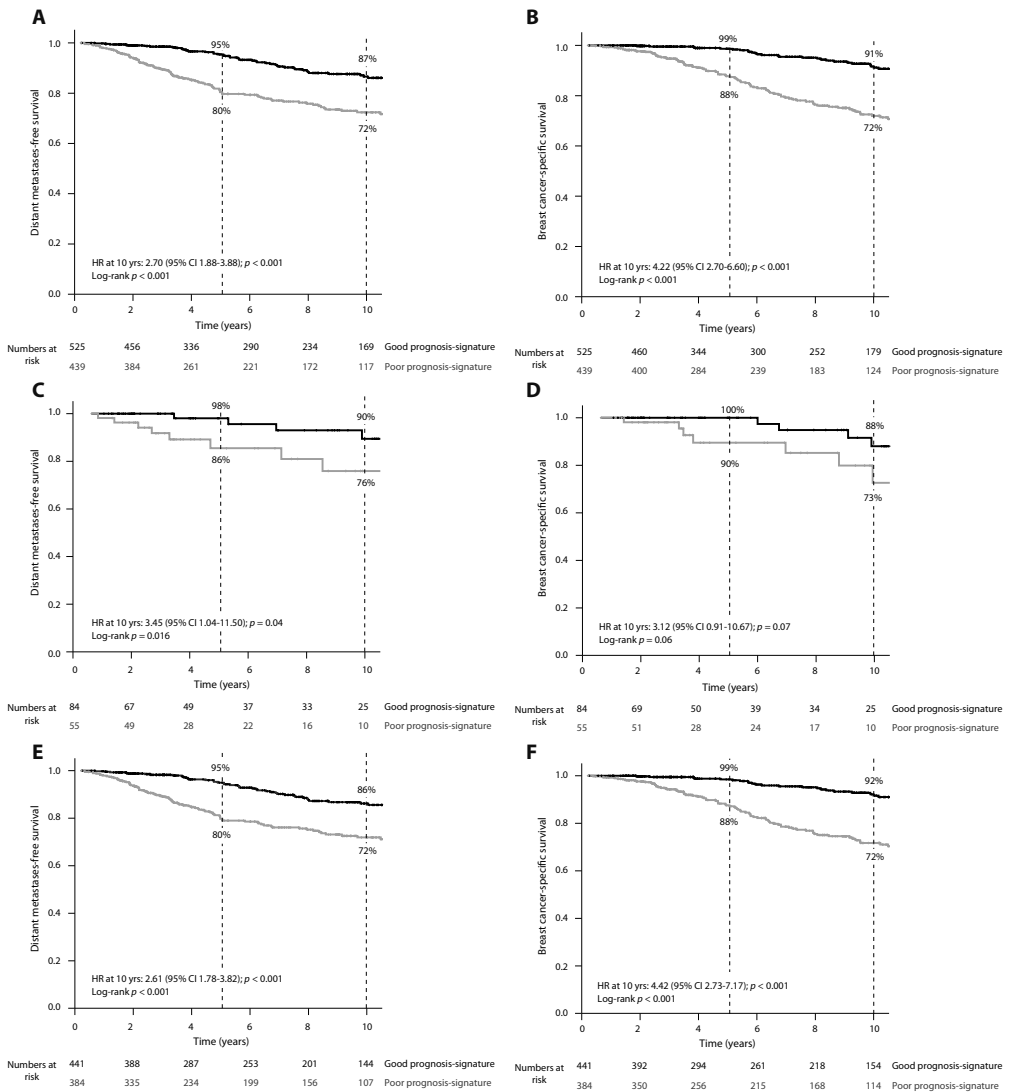 A
Distant metastases-free survival
1.0
0.8
0.6
0.4
0.2
0.0
95%
87%
80%
72%
HR at 10 yrs: 2.70 (95% CI 1.88-3.88); p < 0.001
Log-rank p < 0.001
0 2 4 6 8 10
Time (years)
Numbers at risk
525 456 336 290 234 169 Good prognosis-signature
439 384 261 221 172 117 Poor prognosis-signature
B
Breast cancer-specific survival
1.0
0.8
0.6
0.4
0.2
0.0
99%
91%
88%
72%
HR at 10 yrs: 4.22 (95% CI 2.70-6.60); p < 0.001
Log-rank p < 0.001
0 2 4 6 8 10
Time (years)
Numbers at risk
525 460 344 300 252 179 Good prognosis-signature
439 400 284 239 183 124 Poor prognosis-signature
C
Distant metastases-free survival
1.0
0.8
0.6
0.4
0.2
0.0
98%
90%
86%
76%
HR at 10 yrs: 3.45 (95% CI 1.04-11.50); p = 0.04
Log-rank p = 0.016
0 2 4 6 8 10
Time (years)
Numbers at risk
84 67 49 37 33 25 Good prognosis-signature
55 49 28 22 16 10 Poor prognosis-signature
D
Breast cancer-specific survival
1.0
0.8
0.6
0.4
0.2
0.0
100%
88%
90%
73%
HR at 10 yrs: 3.12 (95% CI 0.91-10.67); p = 0.07
Log-rank p = 0.06
0 2 4 6 8 10
Time (years)
Numbers at risk
84 69 50 39 34 25 Good prognosis-signature
55 51 28 24 17 10 Poor prognosis-signature
E
Distant metastases-free survival
1.0
0.8
0.6
0.4
0.2
0.0
95%
86%
80%
72%
HR at 10 yrs: 2.61 (95% CI 1.78-3.82); p < 0.001
Log-rank p < 0.001
0 2 4 6 8 10
Time (years)
Numbers at risk
441 388 287 253 201 144 Good prognosis-signature
384 335 234 199 156 107 Poor prognosis-signature
F
Breast cancer-specific survival
1.0
0.8
0.6
0.4
0.2
0.0
99%
92%
88%
72%
HR at 10 yrs: 4.42 (95% CI 2.73-7.17); p < 0.001
Log-rank p < 0.001
0 2 4 6 8 10
Time (years)
Numbers at risk
441 392 294 261 218 154 Good prognosis-signature
384 350 256 215 168 114 Poor prognosis-signature